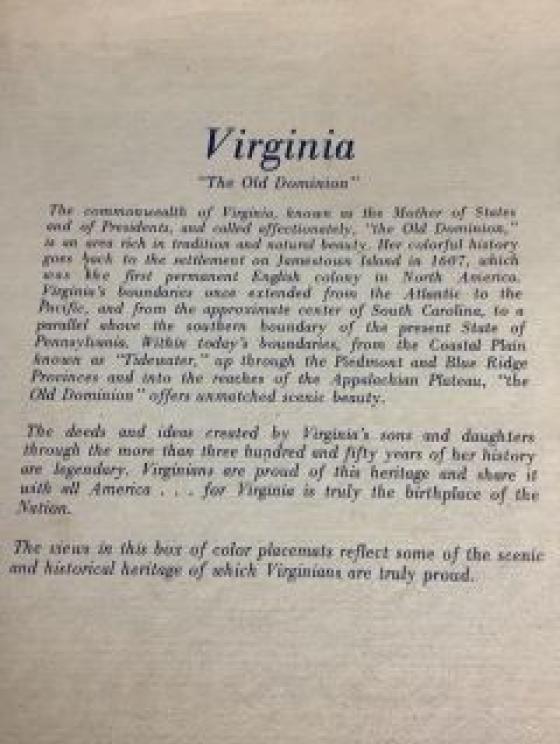 Virginia
"The Old Dominion"
The commonwealth of Virginia, known as the Mother of States
and of Presidents, and called affectionately, "the Old Dominion,"
is an area rich in tradition and natural beauty. Her colorful history
goes back to the settlement on Jamestown Island in 1607, which
was the first permanent English colony in North America.
Virginia's boundaries once extended from the Atlantic to the
Pacific, and from the approximate center of South Carolina, to a
parallel above the southern boundary of the present State of
Pennsylvania. Within today's boundaries, from the Coastal Plain
known as "Tidewater," up through the Piedmont and Blue Ridge
Provinces and into the reaches of the Appalachian Plateau, "the
Old Dominion" offers unmatched scenic beauty.
The deeds and ideas created by Virginia's sons and daughters
through the more than three hundred and fifty years of her history
are legendary. Virginians are proud of this heritage and share it
with all America . . . for Virginia is truly the birthplace of the
Nation.
The views in this box of color placemats reflect some of the scenic
and historical heritage of which Virginians are truly proud.